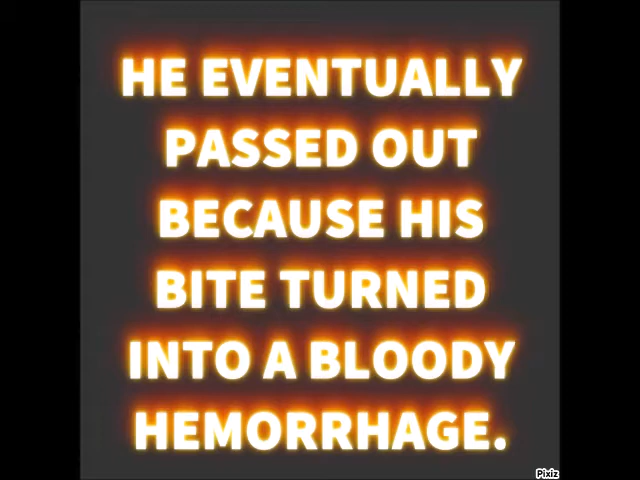 HE EVENTUALLY
PASSED OUT
BECAUSE HIS
BITE TURNED
INTO A BLOODY
HEMORRHAGE.
Pixiz